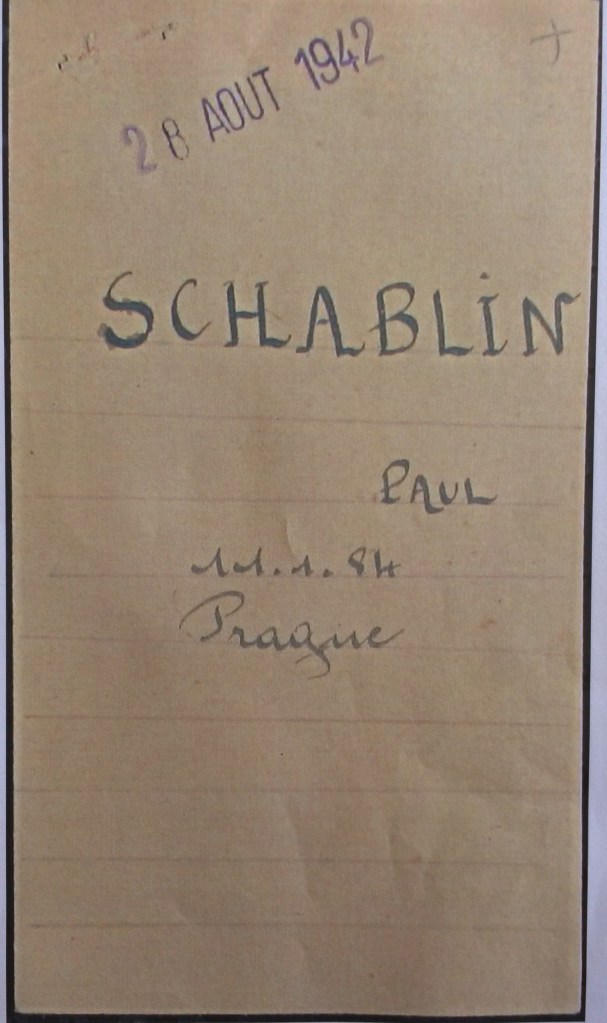 28 AOUT 1942
SCHABLIN
PAUL
11.1.84
Prague